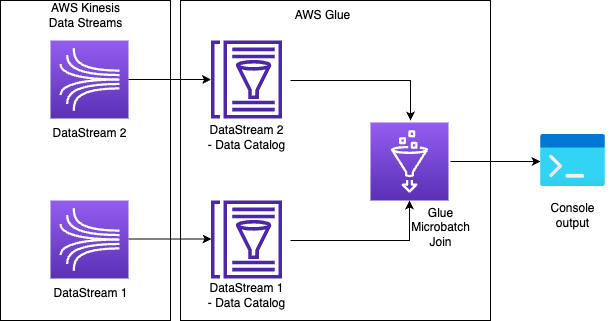 AWS Kinesis
Data Streams
AWS Glue
DataStream 2
DataStream 2
- Data Catalog
Glue
Microbatch
Join
Console
output
DataStream 1
DataStream 1
- Data Catalog